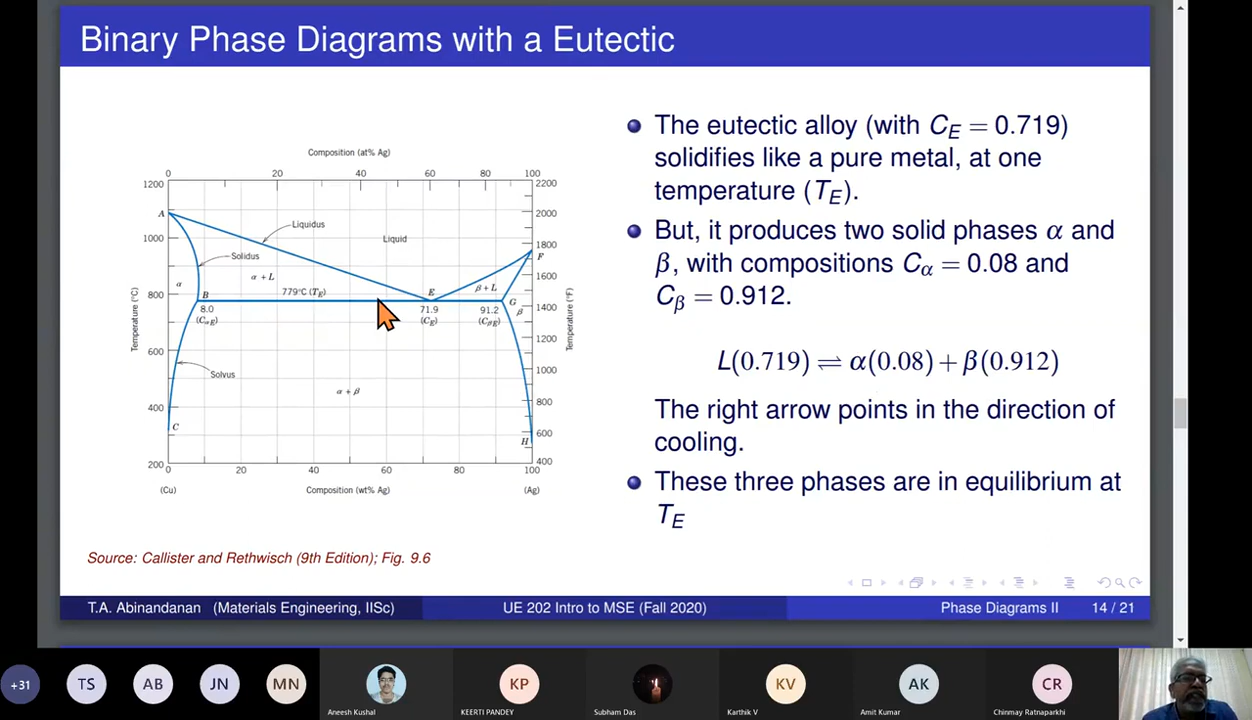 Binary Phase Diagrams with a Eutectic
Composition (at% Ag)
0 20 40 60 80 100
1200
1000
800
600
400
200
2200
2000
1800
1600
1400
1200
1000
800
600
400
Temperature (°C)
Temperature (°F)
A
Liquidus
Liquid
Solidus
F
α + L
α
779°C (T_E)
E
β + L
B
G
8.0
(C_αE)
71.9
(C_E)
91.2
(C_βE)
β
Solvus
α + β
C
H
0 20 40 60 80 100
(Cu) Composition (wt% Ag) (Ag)
Source: Callister and Rethwisch (9th Edition); Fig. 9.6
The eutectic alloy (with C_E = 0.719)
solidifies like a pure metal, at one
temperature (T_E).
But, it produces two solid phases α and
β, with compositions C_α = 0.08 and
C_β = 0.912.
L(0.719) ⇌ α(0.08) + β(0.912)
The right arrow points in the direction of
cooling.
These three phases are in equilibrium at
T_E
T.A. Abinandanan (Materials Engineering, IISc) UE 202 Intro to MSE (Fall 2020) Phase Diagrams II 14 / 21
+31 TS AB JN MN KP KV AK CR
Aneesh Kushal KEERTI PANDEY Subham Das Karthik V Amit Kumar Chinmay Ratnaparkhi